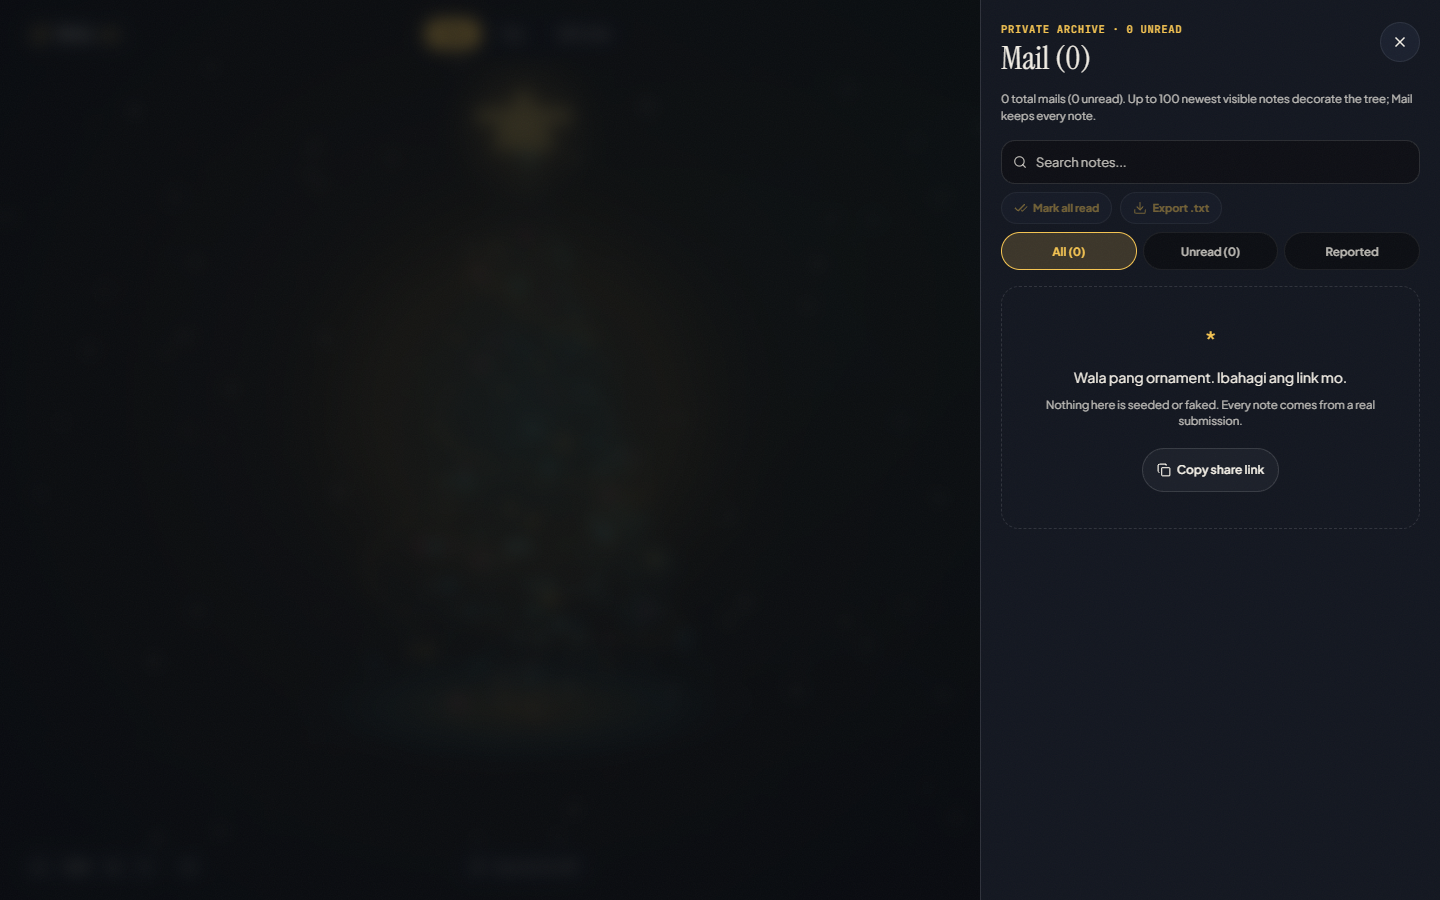 PRIVATE ARCHIVE · 0 UNREAD
Mail (0)
0 total mails (0 unread). Up to 100 newest visible notes decorate the tree; Mail
keeps every note.
Search notes...
Mark all read
Export .txt
All (0)
Unread (0)
Reported
*
Wala pang ornament. Ibahagi ang link mo.
Nothing here is seeded or faked. Every note comes from a real
submission.
Copy share link